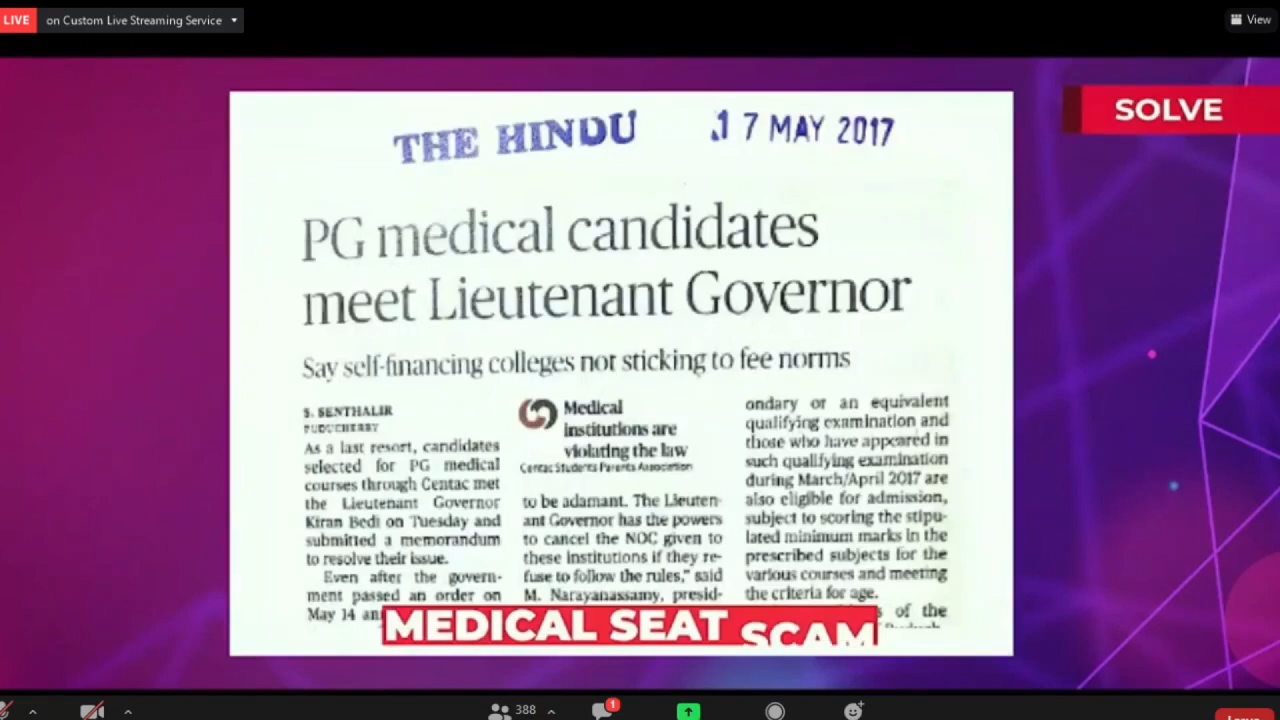 LIVE on Custom Live Streaming Service
View
SOLVE
THE HINDU 17 MAY 2017
PG medical candidates
meet Lieutenant Governor
Say self-financing colleges not sticking to fee norms
S. SENTHALIR
PUDUCHERRY
As a last resort, candidates
selected for PG medical
courses through Centac met
the Lieutenant Governor
Kiran Bedi on Tuesday and
submitted a memorandum
to resolve their issue.
Even after the govern-
ment passed an order on
May 14 an
Medical
institutions are
violating the law
Centac Students Parents Association
to be adamant. The Lieuten-
ant Governor has the powers
to cancel the NOC given to
these institutions if they re-
fuse to follow the rules," said
M. Narayanassamy, presid-
ondary or an equivalent
qualifying examination and
those who have appeared in
such qualifying examination
during March/April 2017 are
also eligible for admission,
subject to scoring the stipu-
lated minimum marks in the
prescribed subjects for the
various courses and meeting
the criteria for age.
of the
MEDICAL SEAT SCAM
388
1
Leave